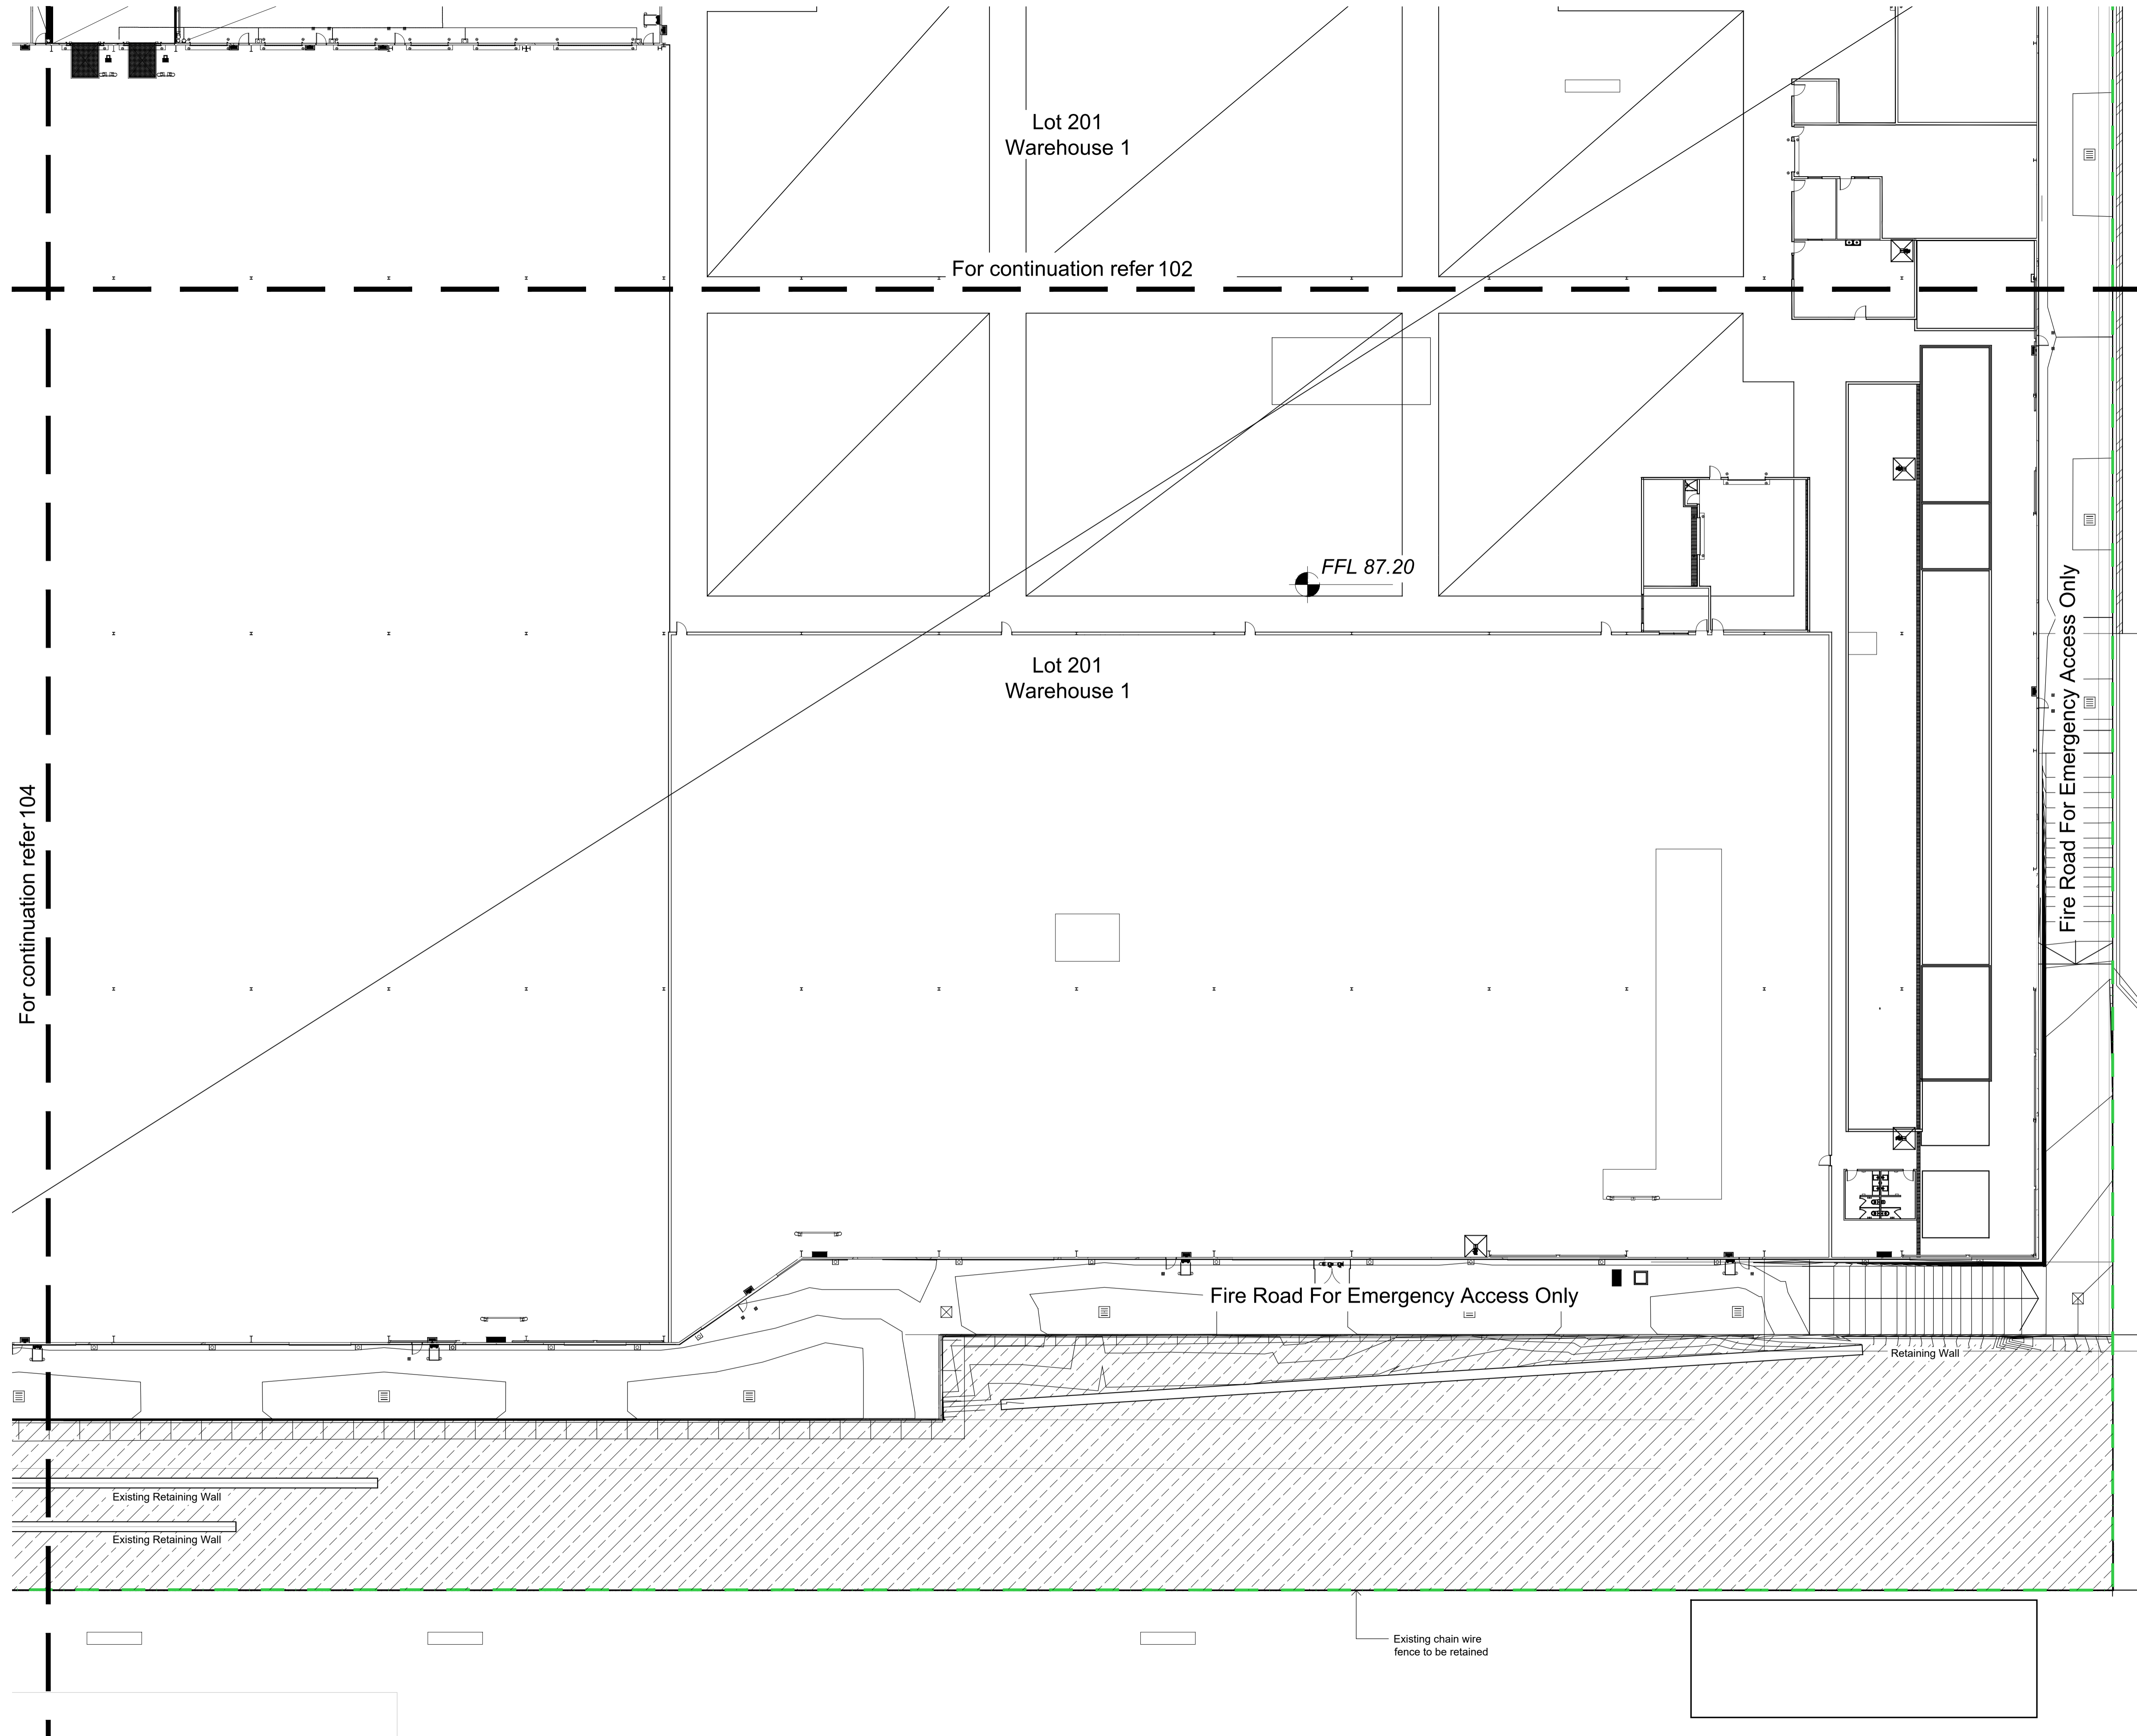 Lot 201
Warehouse 1
For continuation refer 102
FFL 87.20
Fire Road For Emergency Access Only
Lot 201
Warehouse 1
For continuation refer 104
Fire Road For Emergency Access Only
Retaining Wall
Existing Retaining Wall
Existing Retaining Wall
Existing chain wire
fence to be retained